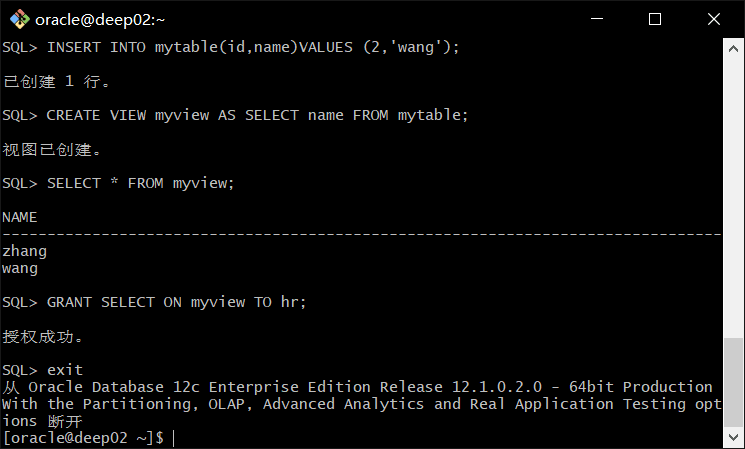 oracle@deep02:~
SQL> INSERT INTO mytable(id,name)VALUES (2,'wang');
已创建 1 行。
SQL> CREATE VIEW myview AS SELECT name FROM mytable;
视图已创建。
SQL> SELECT * FROM myview;
NAME
--------------------------------------------------------------------------------
zhang
wang
SQL> GRANT SELECT ON myview TO hr;
授权成功。
SQL> exit
从 Oracle Database 12c Enterprise Edition Release 12.1.0.2.0 - 64bit Production
With the Partitioning, OLAP, Advanced Analytics and Real Application Testing opt
ions 断开
[oracle@deep02 ~]$